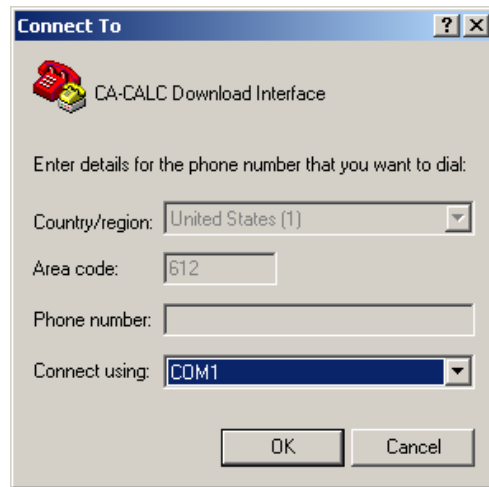 Connect To
CA-CALC Download Interface
Enter details for the phone number that you want to dial:
Country/region: United States (1)
Area code: 612
Phone number:
Connect using: COM1
OK Cancel